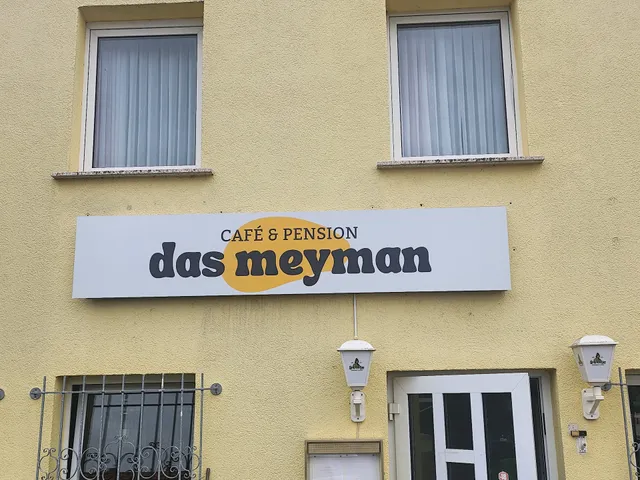 CAFÉ & PENSION
das meyman